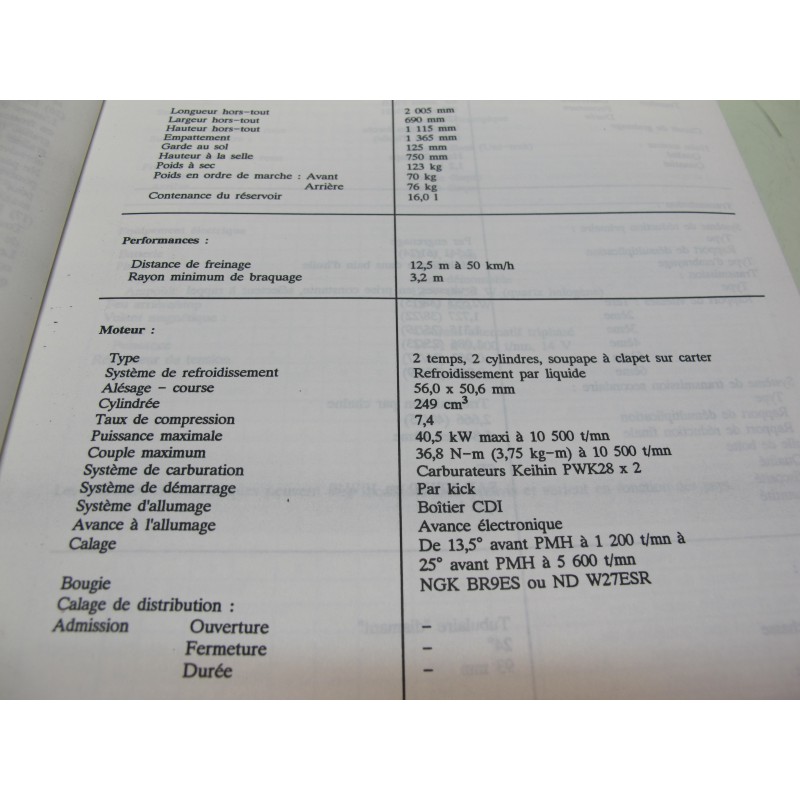 Longueur hors-tout 2 005 mm
Largeur hors-tout 690 mm
Hauteur hors-tout 1 115 mm
Empattement 1 365 mm
Garde au sol 125 mm
Hauteur à la selle 750 mm
Poids à sec 123 kg
Poids en ordre de marche : Avant 70 kg
Arrière 76 kg
Contenance du réservoir 16,0 l
Performances :
Distance de freinage 12,5 m à 50 km/h
Rayon minimum de braquage 3,2 m
Moteur :
Type 2 temps, 2 cylindres, soupape à clapet sur carter
Système de refroidissement Refroidissement par liquide
Alésage – course 56,0 x 50,6 mm
Cylindrée 249 cm³
Taux de compression 7,4
Puissance maximale 40,5 kW maxi à 10 500 t/mn
Couple maximum 36,8 N–m (3,75 kg–m) à 10 500 t/mn
Système de carburation Carburateurs Keihin PWK28 x 2
Système de démarrage Par kick
Système d'allumage Boîtier CDI
Avance à l'allumage Avance électronique
Calage De 13,5° avant PMH à 1 200 t/mn à
25° avant PMH à 5 600 t/mn
Bougie NGK BR9ES ou ND W27ESR
Calage de distribution :
Admission Ouverture –
Fermeture –
Durée –